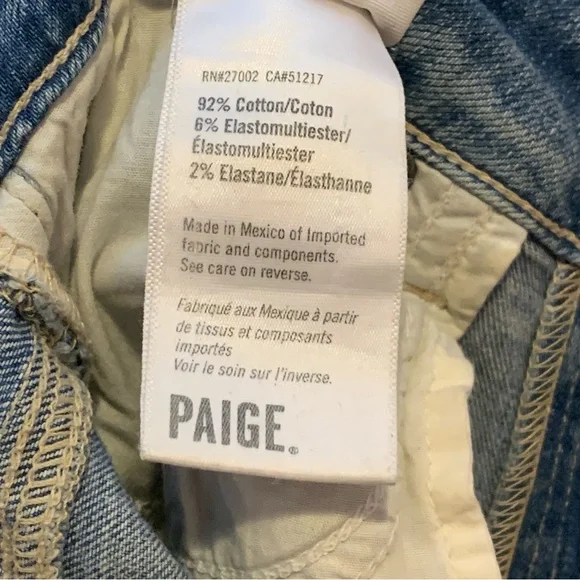 RN#27002 CA#51217
92% Cotton/Coton
6% Elastomultiester/
Élastomultiester
2% Elastane/Élasthanne
Made in Mexico of Imported
fabric and components.
See care on reverse.
Fabriqué aux Mexique à partir
de tissus et composants
importés
Voir le soin sur l'inverse.
PAIGE®